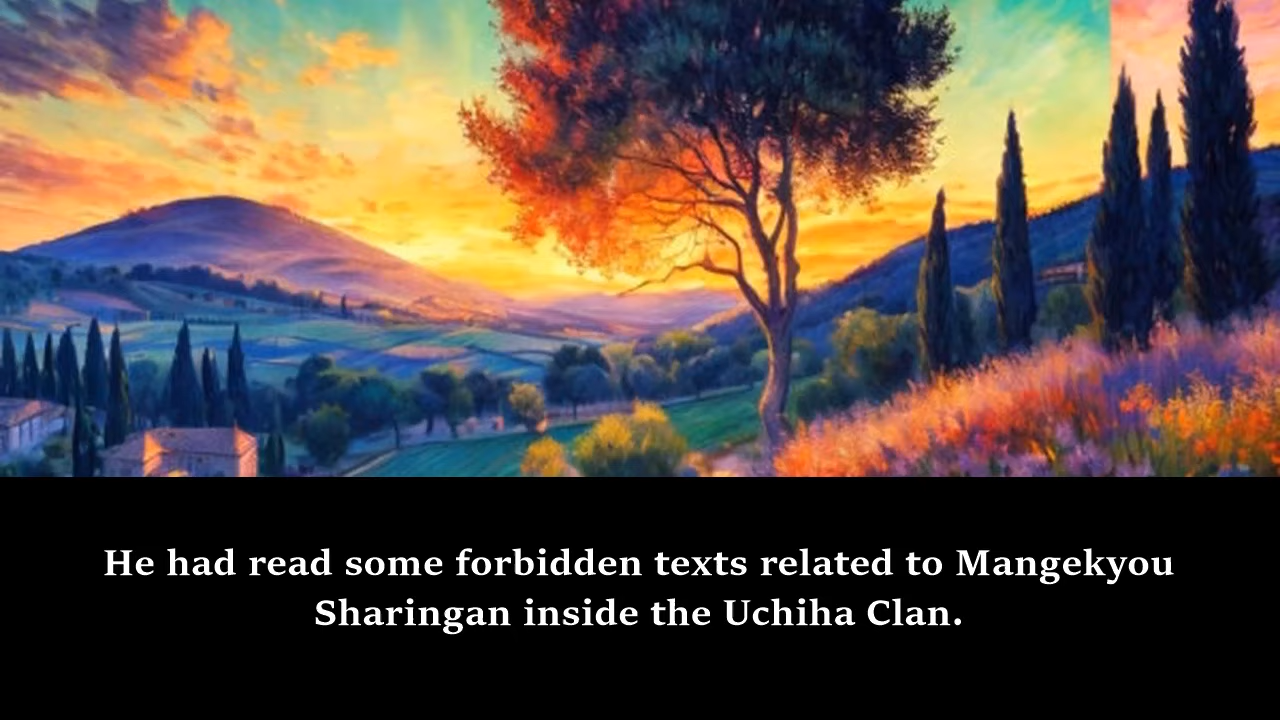 He had read some forbidden texts related to Mangekyou
Sharingan inside the Uchiha Clan.